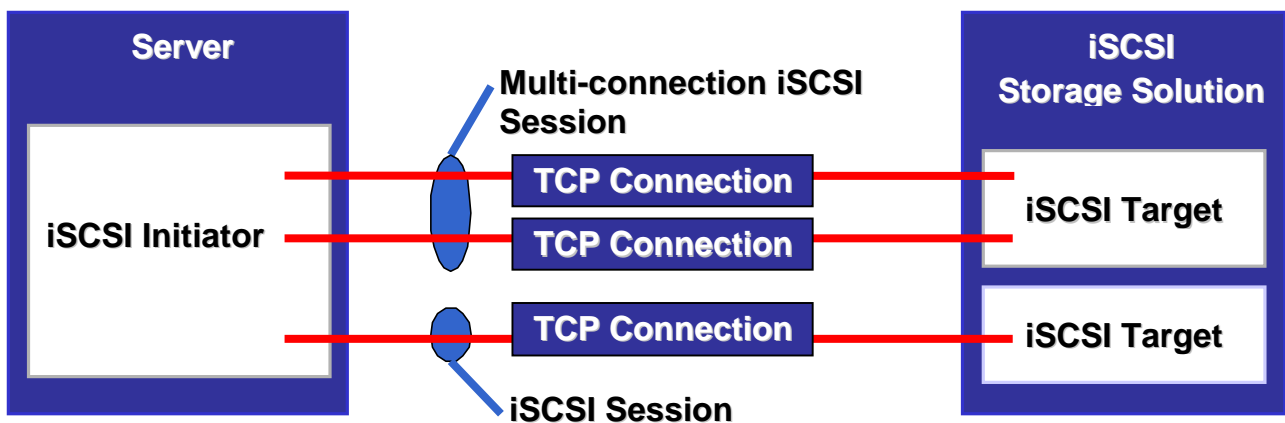 Server
iSCSI
Storage Solution
Multi-connection iSCSI
Session
TCP Connection
iSCSI Initiator
iSCSI Target
TCP Connection
TCP Connection
iSCSI Target
iSCSI Session